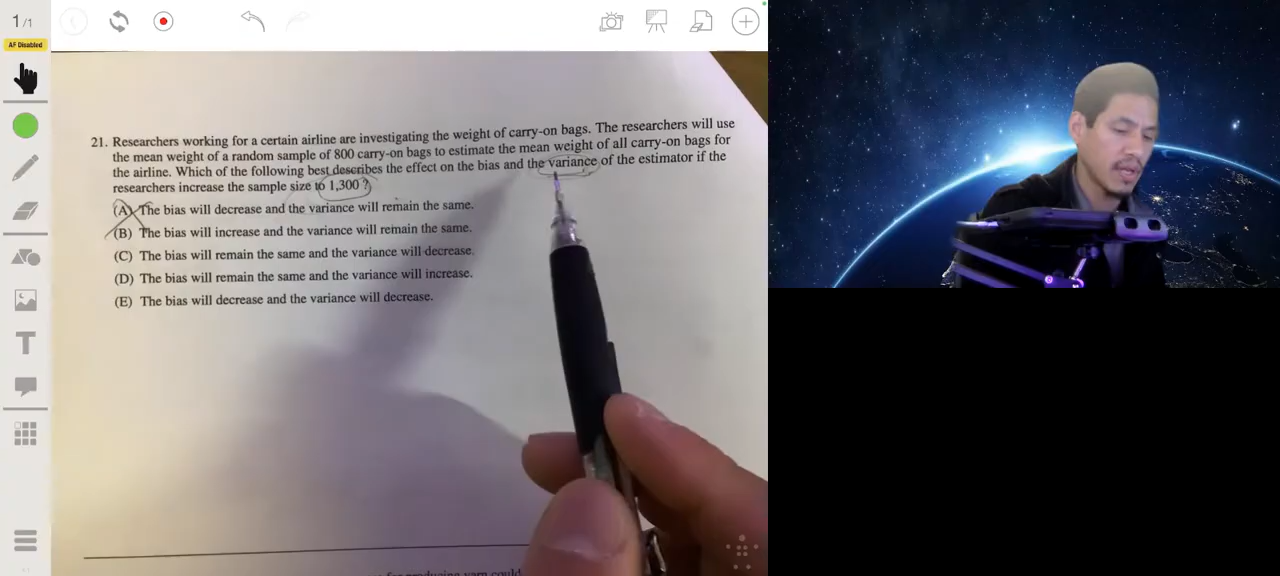 1/1
AF Disabled
T
21. Researchers working for a certain airline are investigating the weight of carry-on bags. The researchers will use
the mean weight of a random sample of 800 carry-on bags to estimate the mean weight of all carry-on bags for
the airline. Which of the following best describes the effect on the bias and the variance of the estimator if the
researchers increase the sample size to 1,300 ?
(A) The bias will decrease and the variance will remain the same.
(B) The bias will increase and the variance will remain the same.
(C) The bias will remain the same and the variance will decrease.
(D) The bias will remain the same and the variance will increase.
(E) The bias will decrease and the variance will decrease.
for producing yarn could